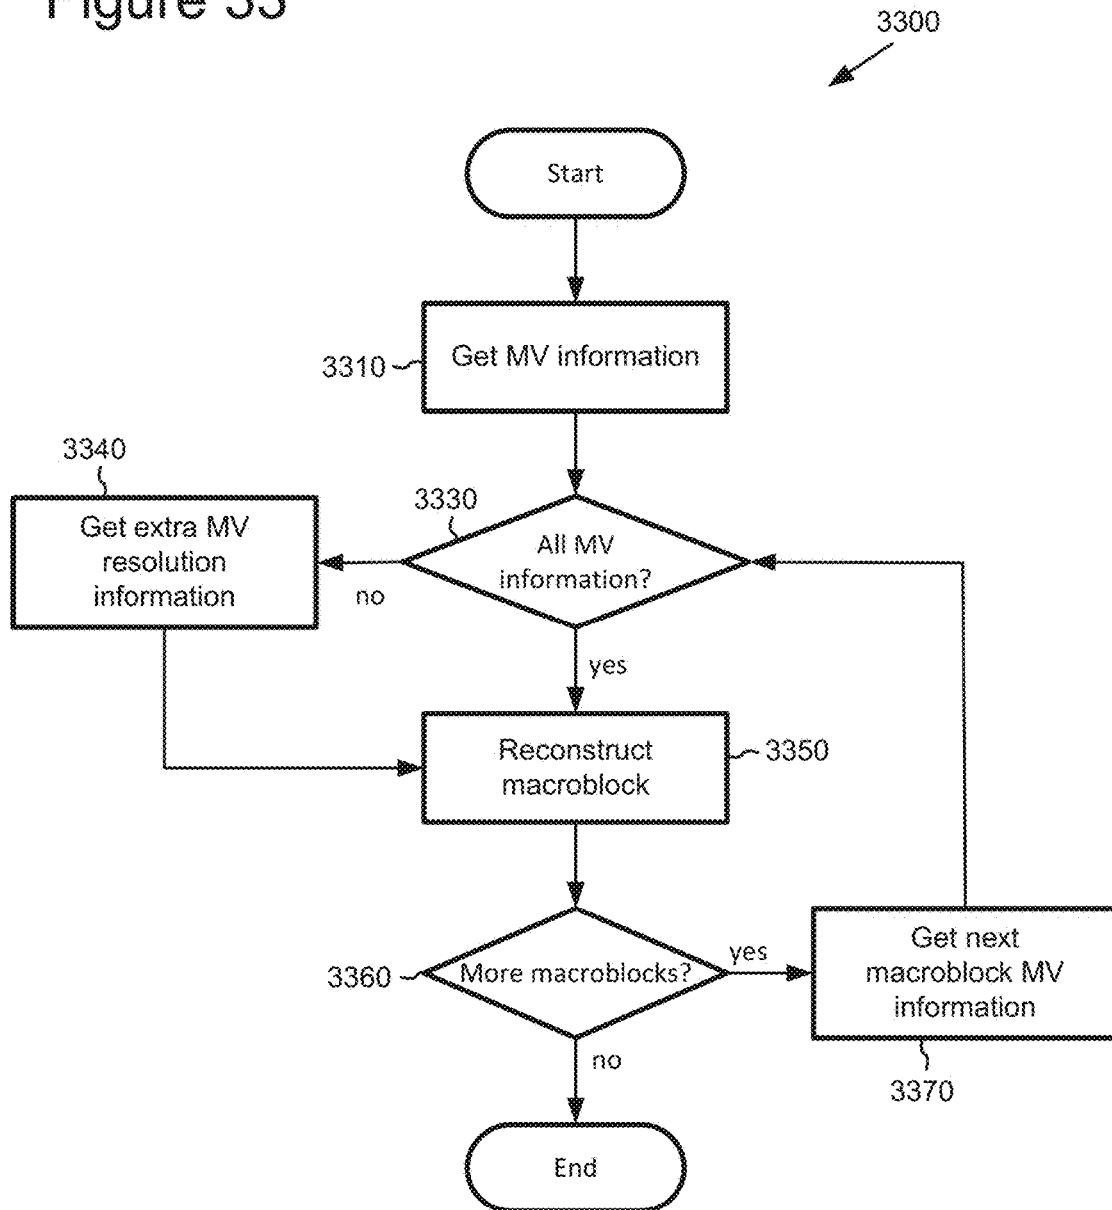 Figure 33
3300
Start
3310
Get MV information
3340
Get extra MV
resolution
information
3330
All MV
information?
no
yes
Reconstruct
macroblock
3350
3360
More macroblocks?
yes
Get next
macroblock MV
information
3370
no
End